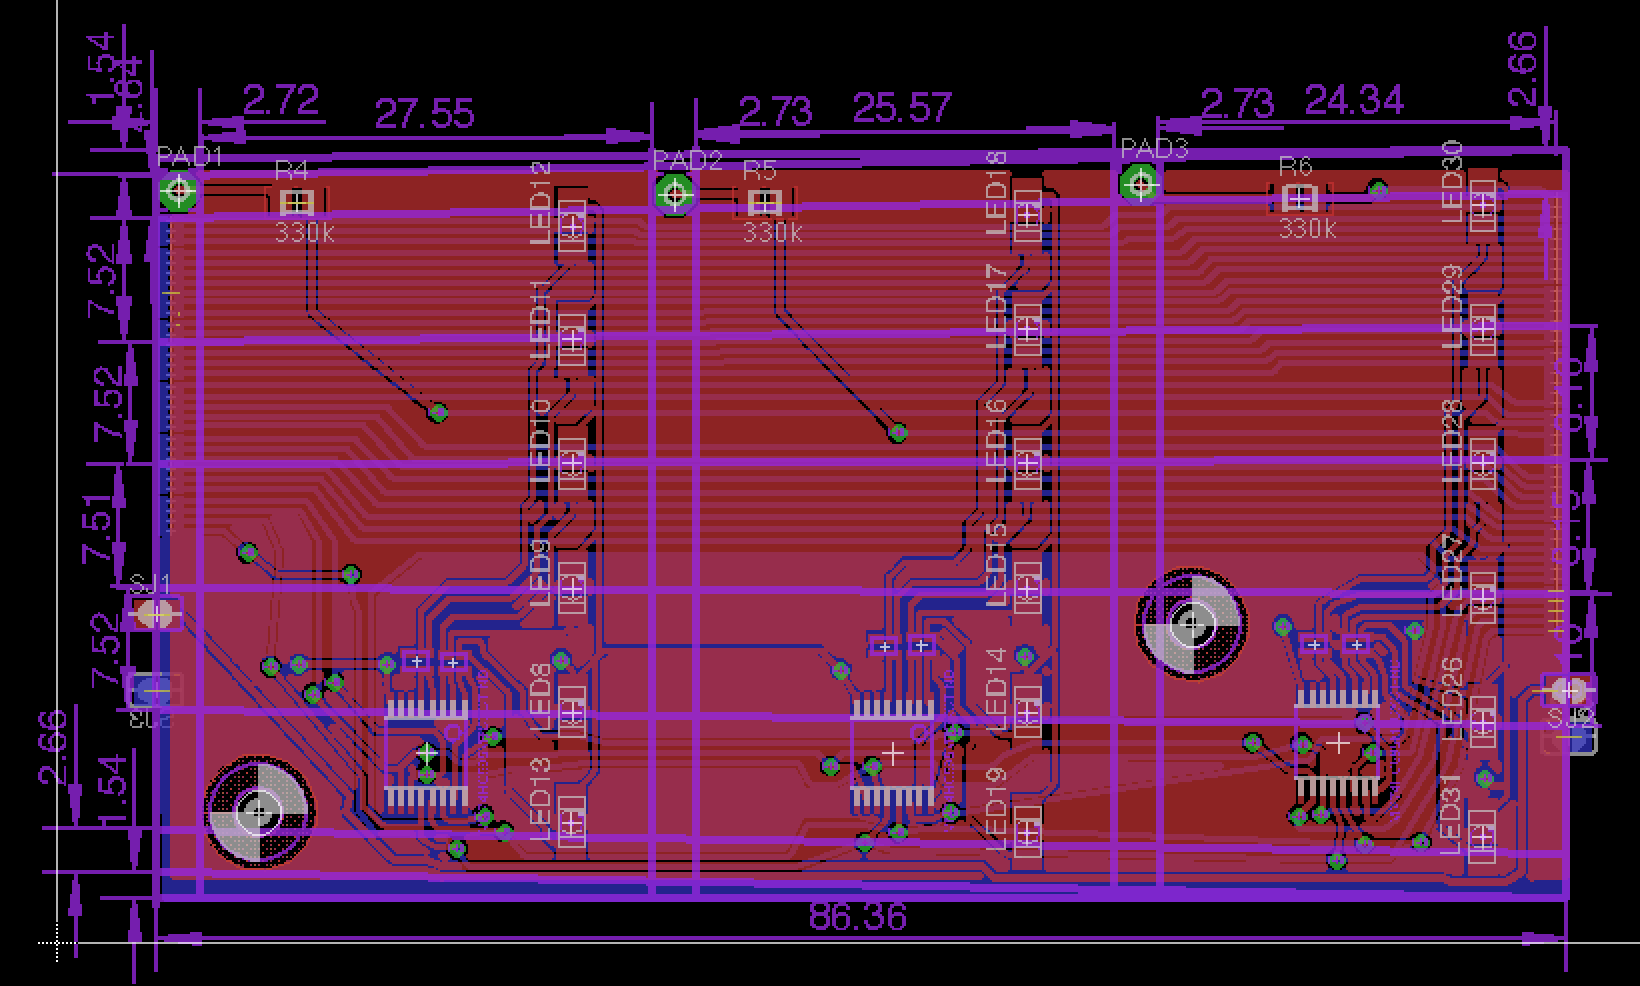 1.54
2.66
2.72
27.55
2.73
25.57
2.73
24.34
PAD1
R4
330k
PAD2
R5
330k
PAD3
R6
330k
LED12
LED18
LED30
7.52
LED11
LED17
LED29
7.52
LED10
LED16
LED28
7.51
LED9
LED15
LED27
SJ1
7.52
LED8
LED14
LED26
2.66
1.54
LED13
LED19
LED31
86.36